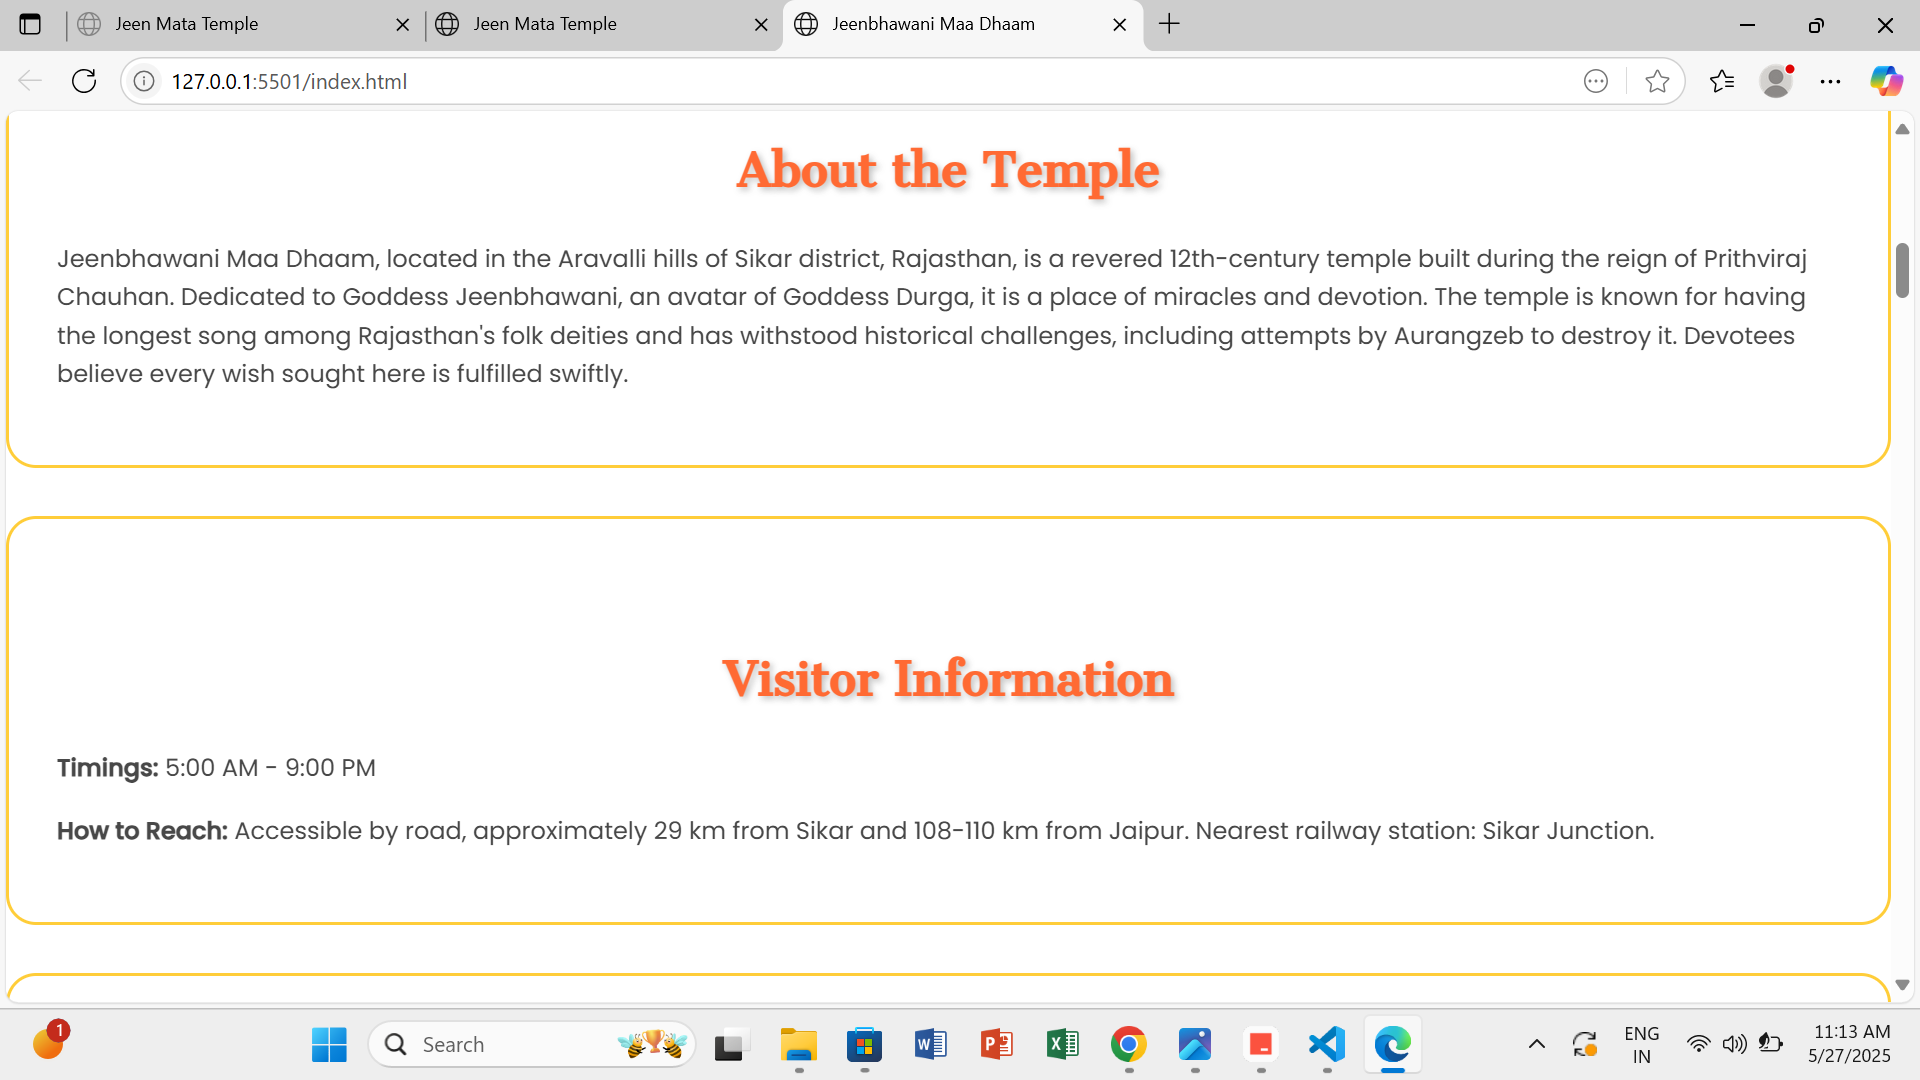 Jeen Mata Temple
Jeen Mata Temple
Jeenbhawani Maa Dhaam
127.0.0.1:5501/index.html
About the Temple
Jeenbhawani Maa Dhaam, located in the Aravalli hills of Sikar district, Rajasthan, is a revered 12th-century temple built during the reign of Prithviraj
Chauhan. Dedicated to Goddess Jeenbhawani, an avatar of Goddess Durga, it is a place of miracles and devotion. The temple is known for having
the longest song among Rajasthan's folk deities and has withstood historical challenges, including attempts by Aurangzeb to destroy it. Devotees
believe every wish sought here is fulfilled swiftly.
Visitor Information
Timings: 5:00 AM - 9:00 PM
How to Reach: Accessible by road, approximately 29 km from Sikar and 108-110 km from Jaipur. Nearest railway station: Sikar Junction.
1
Search
W
P
X
ENG
IN
11:13 AM
5/27/2025